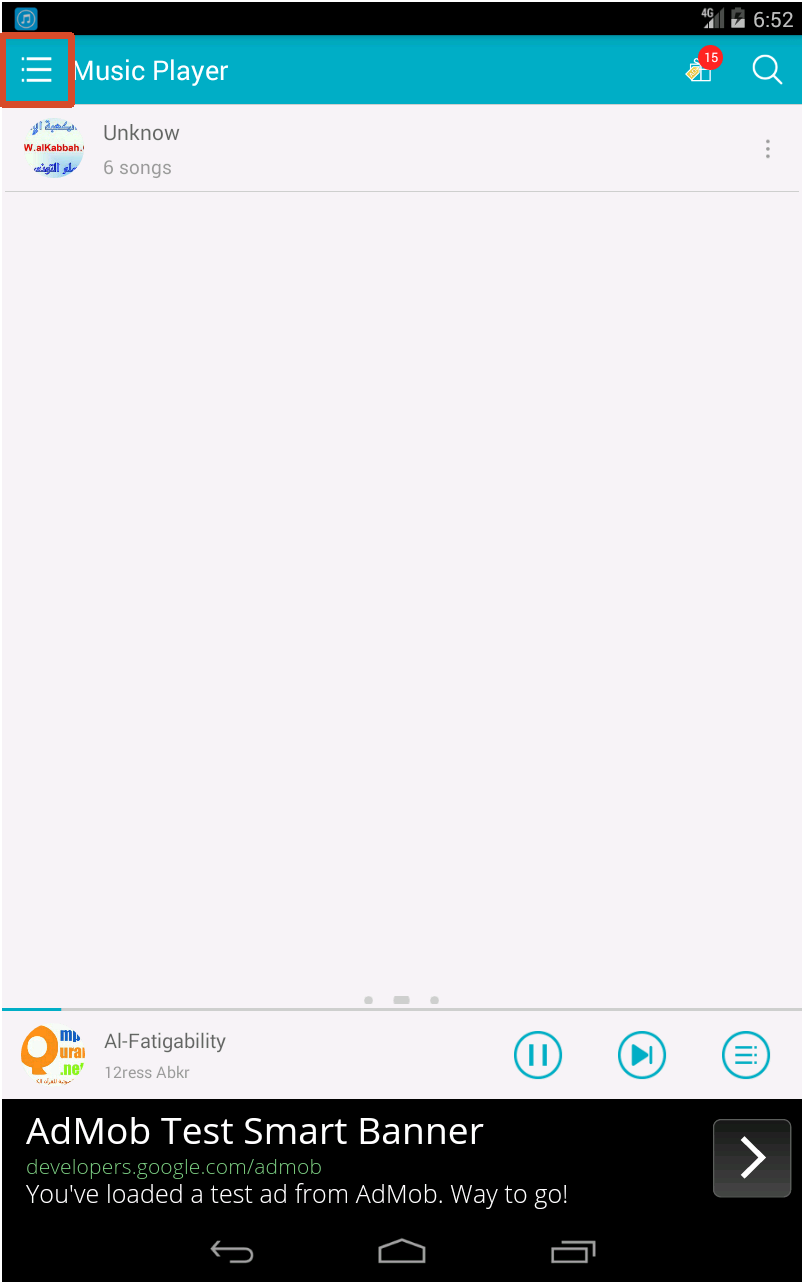 4G 6:52
Music Player
15
W.alKabbah.
Unknow
6 songs
Al-Fatigability
12ress Abkr
AdMob Test Smart Banner
developers.google.com/admob
You've loaded a test ad from AdMob. Way to go!